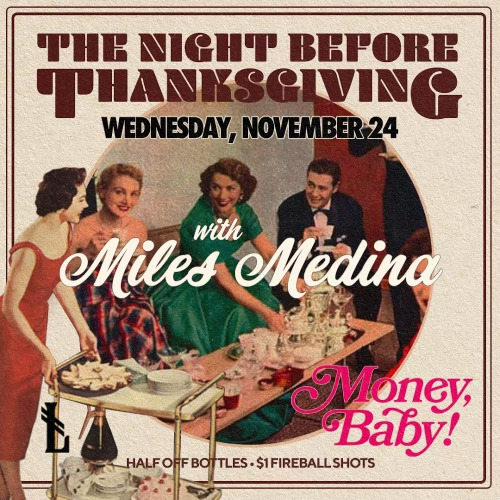 THE NIGHT BEFORE
THANKSGIVING
WEDNESDAY, NOVEMBER 24
with
Miles Medina
Money,
Baby!
L
HALF OFF BOTTLES • $1 FIREBALL SHOTS